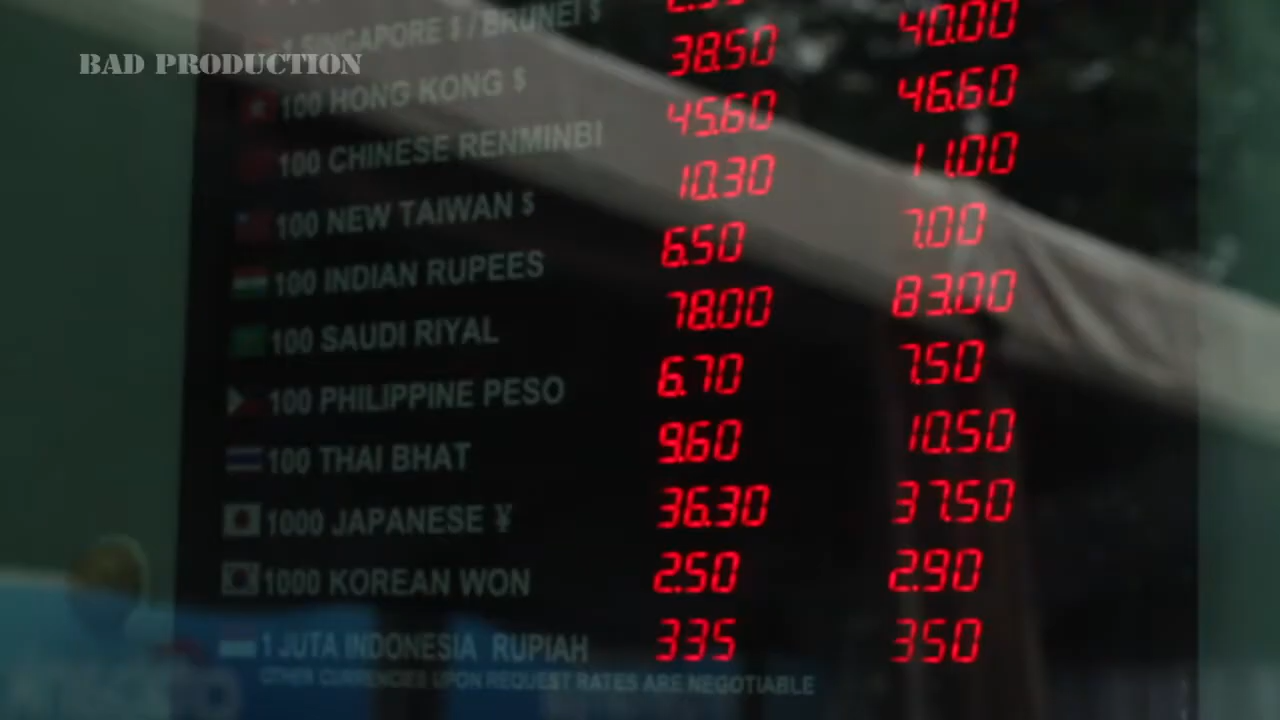 1 SINGAPORE $ / BRUNEI $ 40.00
BAD PRODUCTION
100 HONG KONG $ 38.50 46.60
100 CHINESE RENMINBI 45.60 11.00
100 NEW TAIWAN $ 10.30 7.00
100 INDIAN RUPEES 6.50 83.00
100 SAUDI RIYAL 78.00 7.50
100 PHILIPPINE PESO 6.70 10.50
100 THAI BHAT 9.60
1000 JAPANESE ¥ 36.30 37.50
1000 KOREAN WON 2.50 2.90
1 JUTA INDONESIA RUPIAH 335 350
OTHER CURRENCIES UPON REQUEST RATES ARE NEGOTIABLE